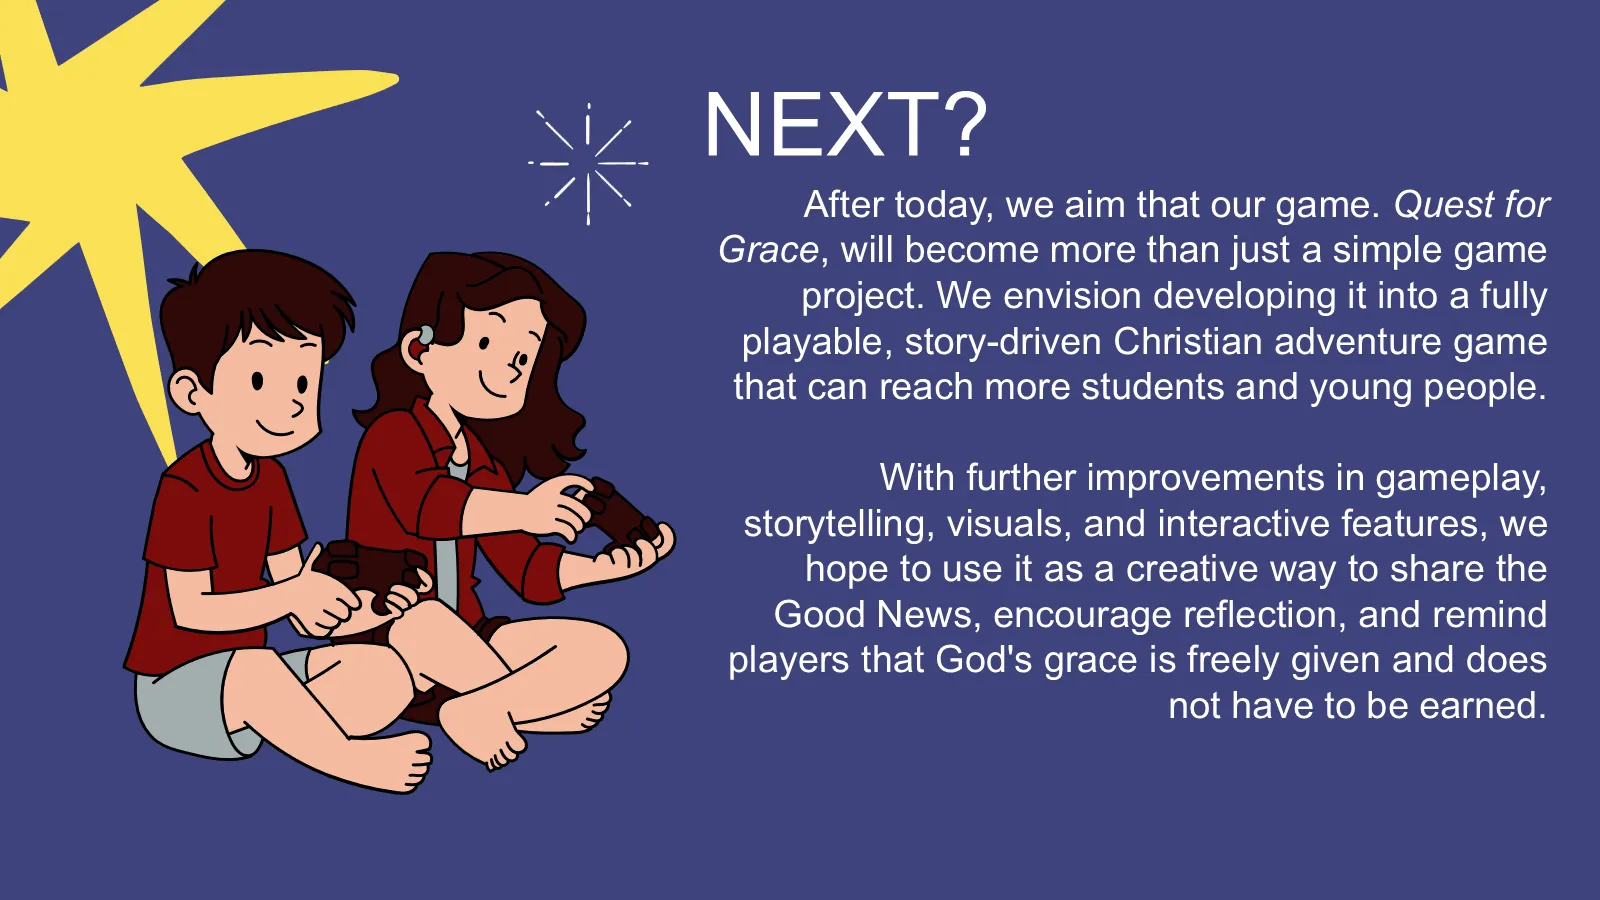 NEXT?
After today, we aim that our game. Quest for
Grace, will become more than just a simple game
project. We envision developing it into a fully
playable, story-driven Christian adventure game
that can reach more students and young people.
With further improvements in gameplay,
storytelling, visuals, and interactive features, we
hope to use it as a creative way to share the
Good News, encourage reflection, and remind
players that God's grace is freely given and does
not have to be earned.